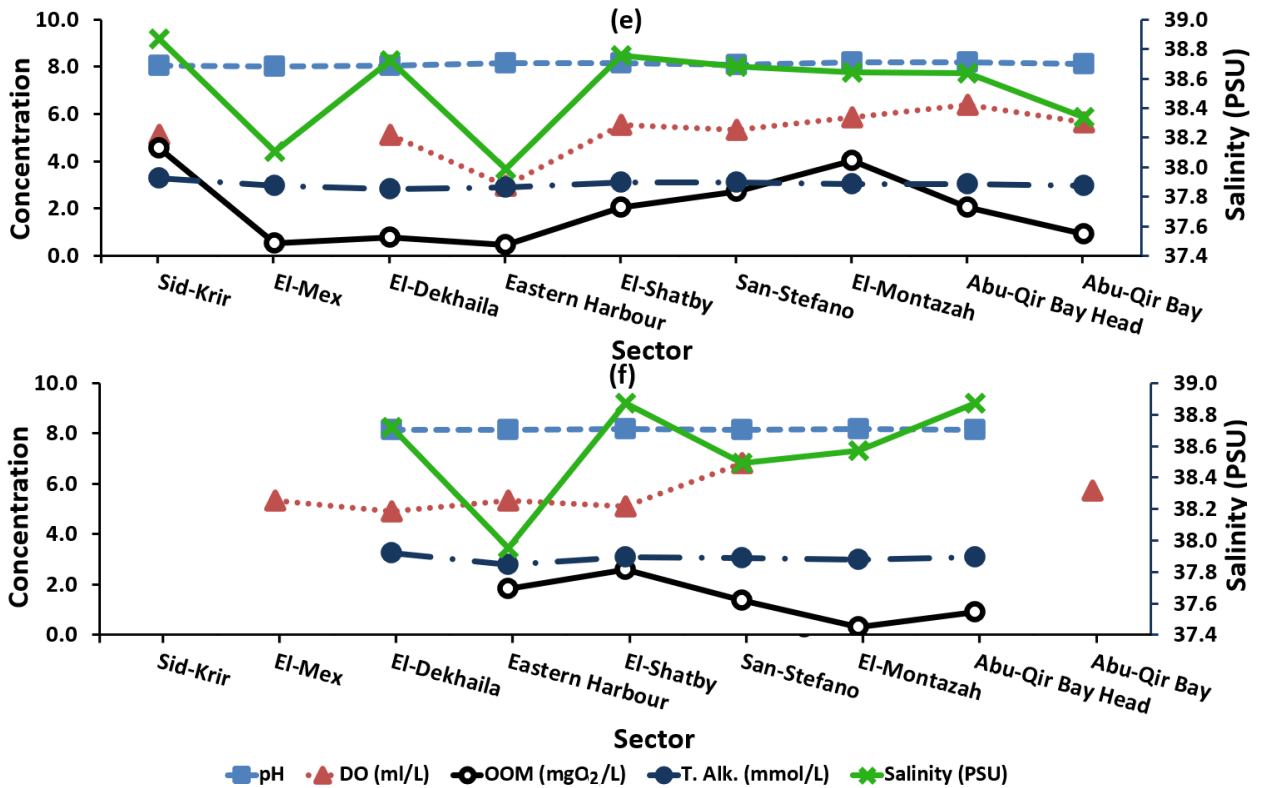 (e)
10.0
8.0
6.0
4.0
2.0
0.0
Concentration
39.0
38.8
38.6
38.4
38.2
38.0
37.8
37.6
37.4
Salinity (PSU)
Sid-Krir
El-Mex
El-Dekhaila
Eastern Harbour
El-Shatby
San-Stefano
El-Montazah
Abu-Qir Bay Head
Abu-Qir Bay
Sector
(f)
10.0
8.0
6.0
4.0
2.0
0.0
Concentration
39.0
38.8
38.6
38.4
38.2
38.0
37.8
37.6
37.4
Salinity (PSU)
Sid-Krir
El-Mex
El-Dekhaila
Eastern Harbour
El-Shatby
San-Stefano
El-Montazah
Abu-Qir Bay Head
Abu-Qir Bay
Sector
pH DO (ml/L) OOM (mgO₂/L) T. Alk. (mmol/L) Salinity (PSU)